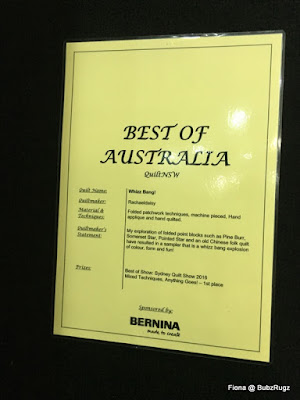 BEST OF
AUSTRALIA
QuiltNSW
Quilt Name: Whizz Bang!
Quiltmaker: Rachaeldaisy
Material & Techniques: Folded patchwork techniques, machine pieced, Hand
applique and hand quilted.
Quiltmaker's Statement: My exploration of folded point blocks such as Pine Burr,
Somerset Star, Pointed Star and an old Chinese folk quilt
have resulted in a sampler that is a whizz bang explosion
of colour, form and fun!
Prizes: Best of Show: Sydney Quilt Show 2016
Mixed Techniques, Anything Goes! – 1st place
Sponsored by:
BERNINA
made to create
Fiona @ BubzRugz